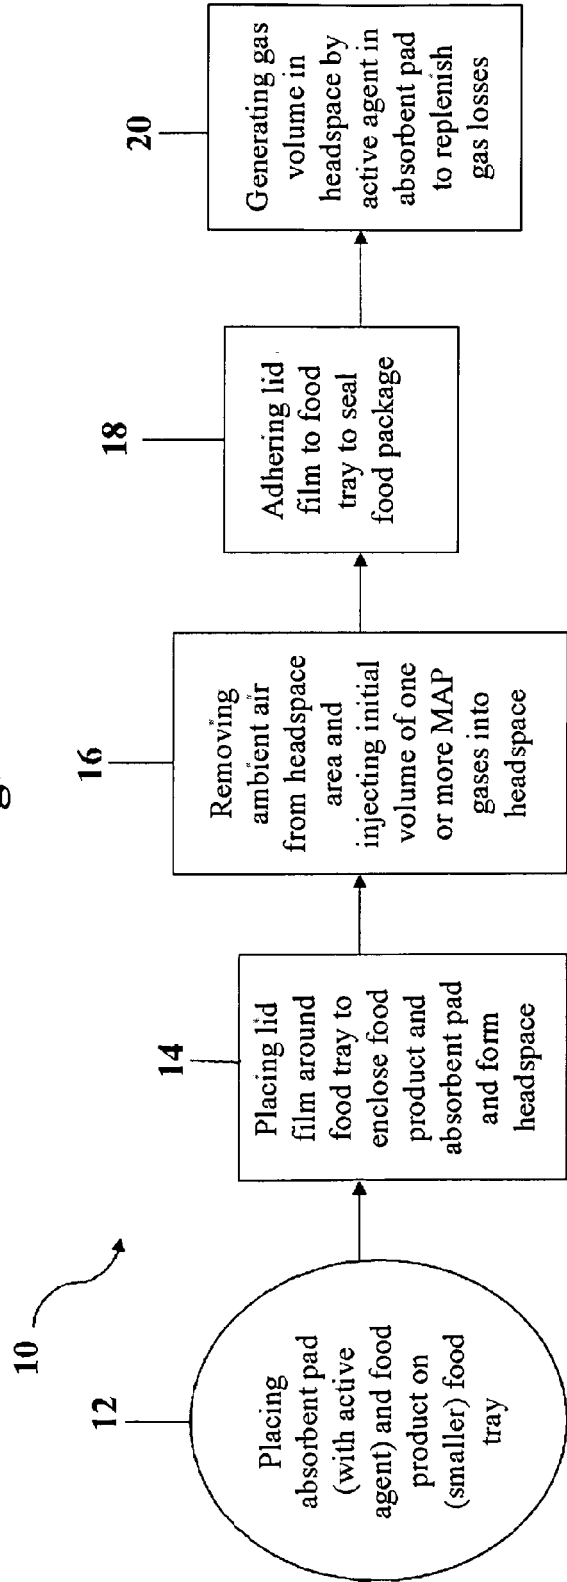 10
12
Placing
absorbent pad
(with active
agent) and food
product on
(smaller) food
tray
14
Placing lid
film around
food tray to
enclose food
product and
absorbent pad
and form
headspace
16
Removing
ambient air
from headspace
area and
injecting initial
volume of one
or more MAP
gases into
headspace
18
Adhering lid
film to food
tray to seal
food package
20
Generating gas
volume in
headspace by
active agent in
absorbent pad
to replenish
gas losses